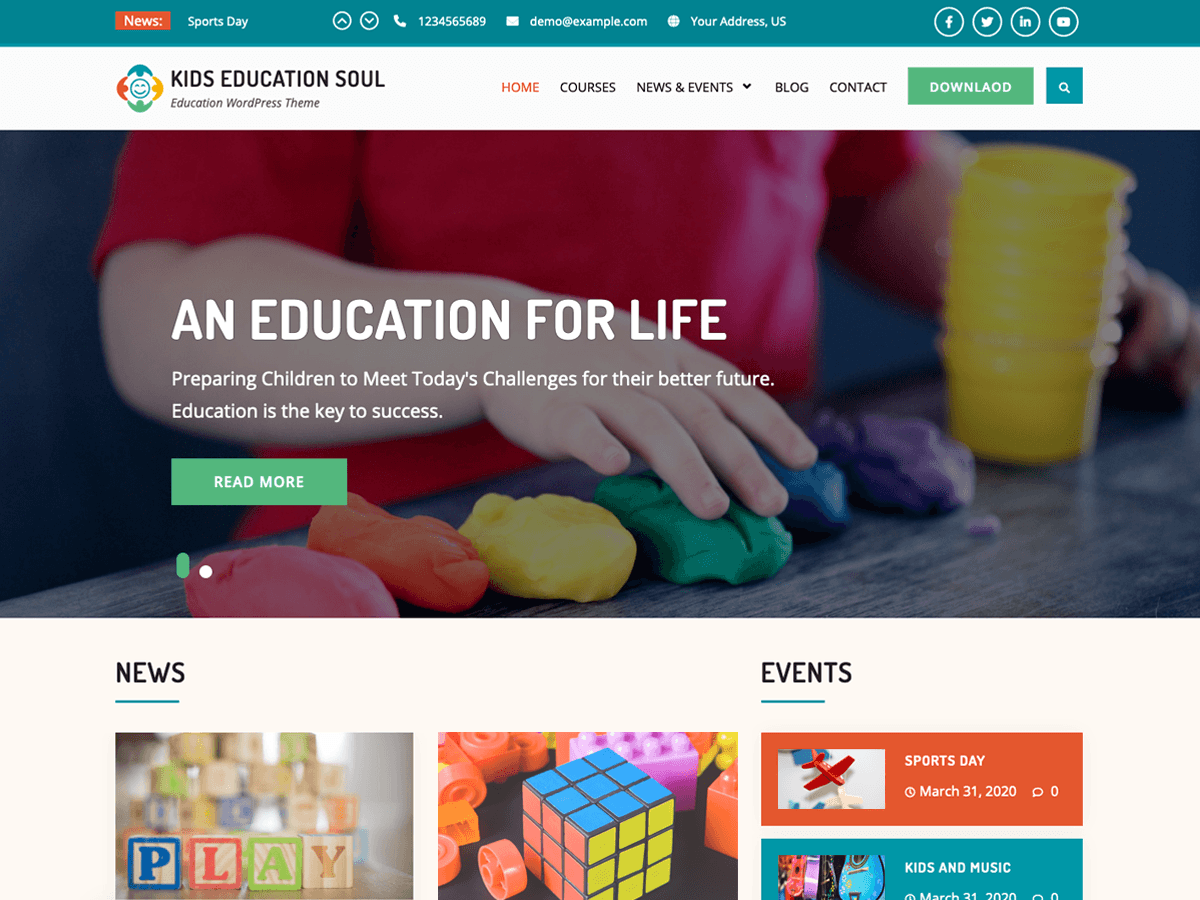 News: Sports Day 1234565689 demo@example.com Your Address, US
KIDS EDUCATION SOUL
Education WordPress Theme
HOME COURSES NEWS & EVENTS BLOG CONTACT DOWNLAOD
AN EDUCATION FOR LIFE
Preparing Children to Meet Today's Challenges for their better future.
Education is the key to success.
READ MORE
NEWS
EVENTS
PLAY
SPORTS DAY
March 31, 2020 0
KIDS AND MUSIC
March 31, 2020 0